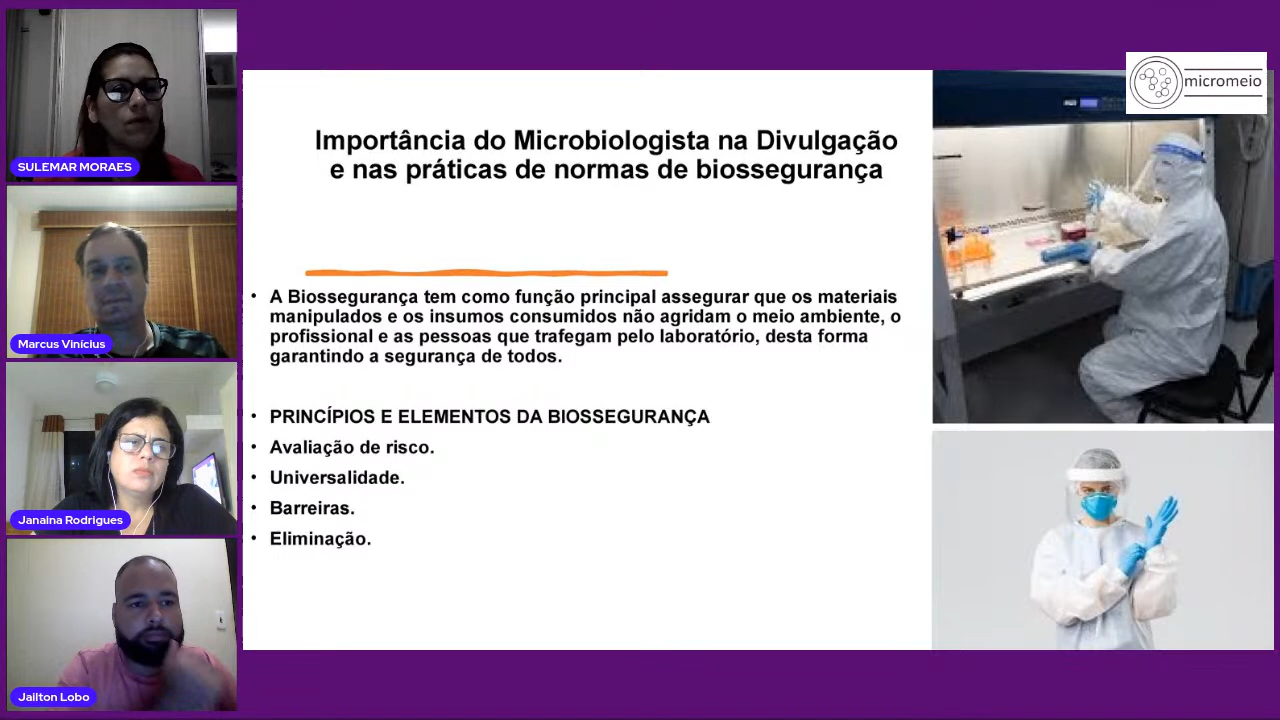 SULEMAR MORAES
Marcus Vinícius
Janaina Rodrigues
Jailton Lobo
micromeio
Importância do Microbiologista na Divulgação
e nas práticas de normas de biossegurança
• A Biossegurança tem como função principal assegurar que os materiais
manipulados e os insumos consumidos não agridam o meio ambiente, o
profissional e as pessoas que trafegam pelo laboratório, desta forma
garantindo a segurança de todos.
• PRINCÍPIOS E ELEMENTOS DA BIOSSEGURANÇA
• Avaliação de risco.
• Universalidade.
• Barreiras.
• Eliminação.